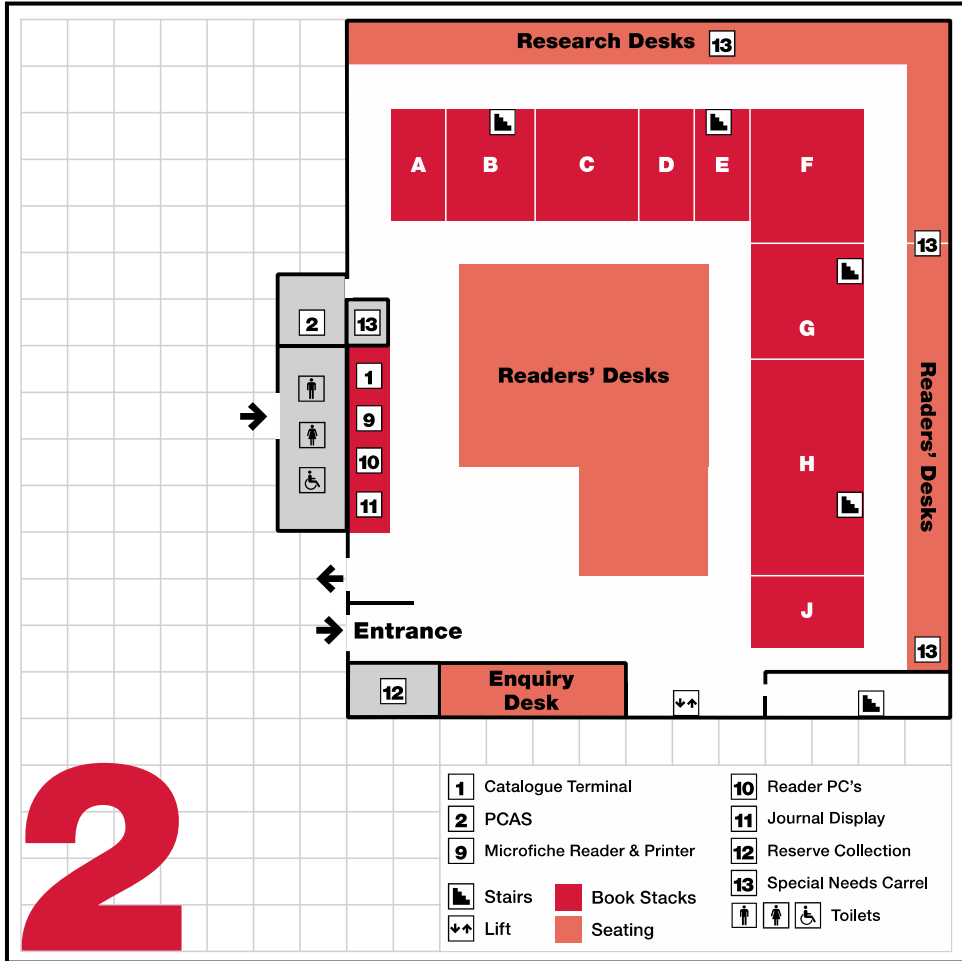 Research Desks 13
A B C D E F
13
2 13
G
1
Readers' Desks
Readers' Desks
9
H
10
11
J
Entrance
13
12
Enquiry
Desk
2
1 Catalogue Terminal
2 PCAS
9 Microfiche Reader & Printer
Stairs
Book Stacks
Lift
Seating
10 Reader PC's
11 Journal Display
12 Reserve Collection
13 Special Needs Carrel
Toilets